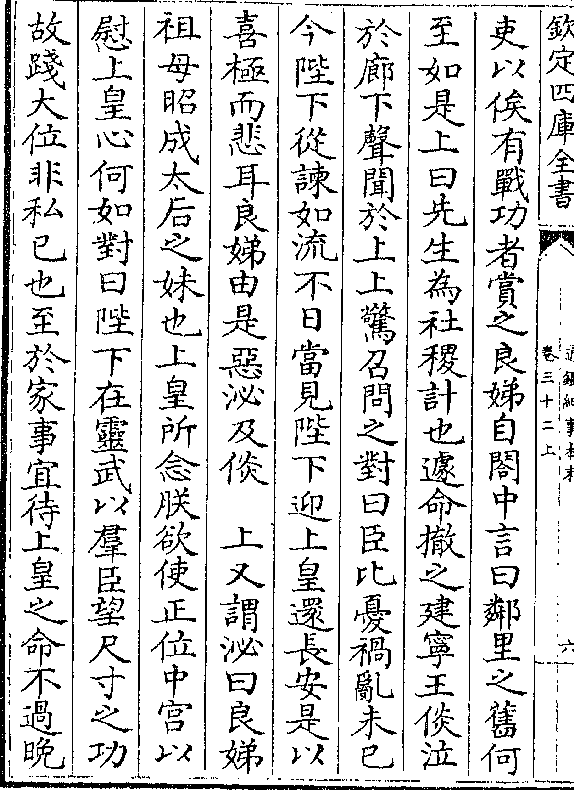 欽定四庫全書
通鑑紀事本末
卷三十二上
六
吏以俟有戰功者賞之良娣自閤中言曰鄰里之舊何
至如是上曰先生為社稷計也遽命撤之建寧王倓泣
於廊下聲聞於上上驚召問之對曰臣比憂禍亂未已
今陛下從諫如流不日當見陛下迎上皇還長安是以
喜極而悲耳良娣由是惡泌及倓　上又謂泌曰良娣
祖母昭成太后之妹也上皇所念朕欲使正位中宮以
慰上皇心何如對曰陛下在靈武以羣臣望尺寸之功
故踐大位非私已也至於家事宜待上皇之命不過晚